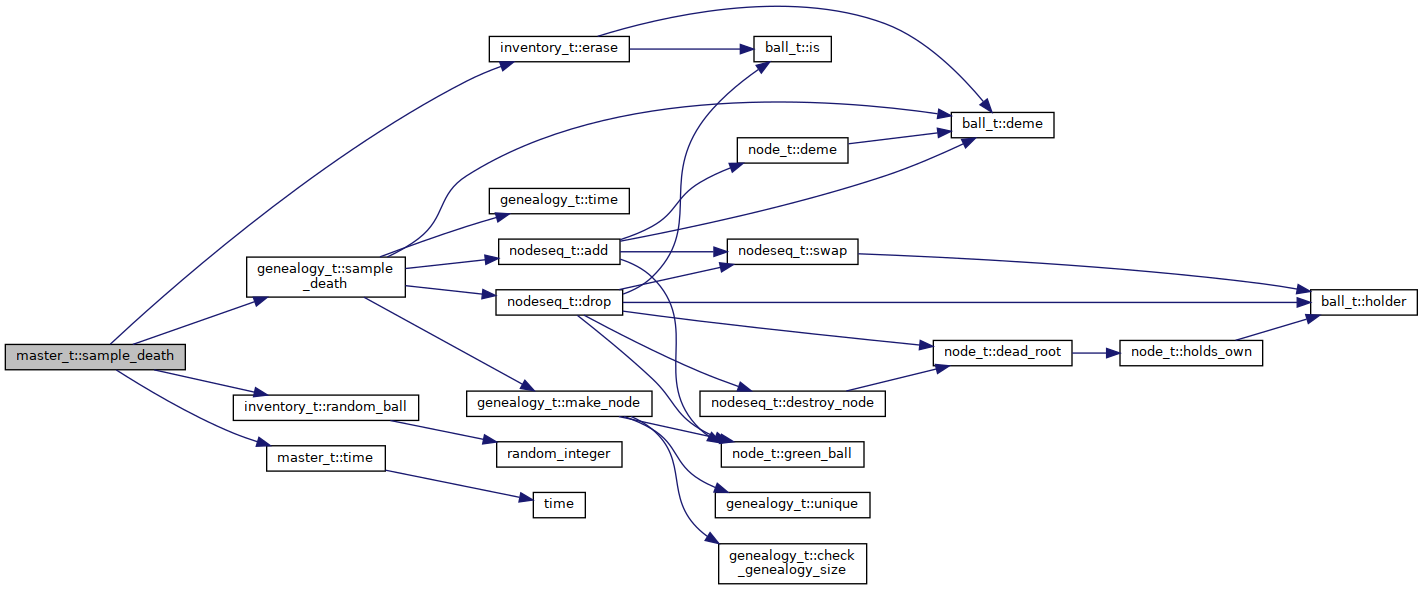 inventory_t::erase
ball_t::is
ball_t::deme
node_t::deme
genealogy_t::time
nodeseq_t::add
nodeseq_t::swap
genealogy_t::sample
_death
nodeseq_t::drop
ball_t::holder
master_t::sample_death
node_t::dead_root
node_t::holds_own
inventory_t::random_ball
genealogy_t::make_node
nodeseq_t::destroy_node
master_t::time
random_integer
node_t::green_ball
time
genealogy_t::unique
genealogy_t::check
_genealogy_size